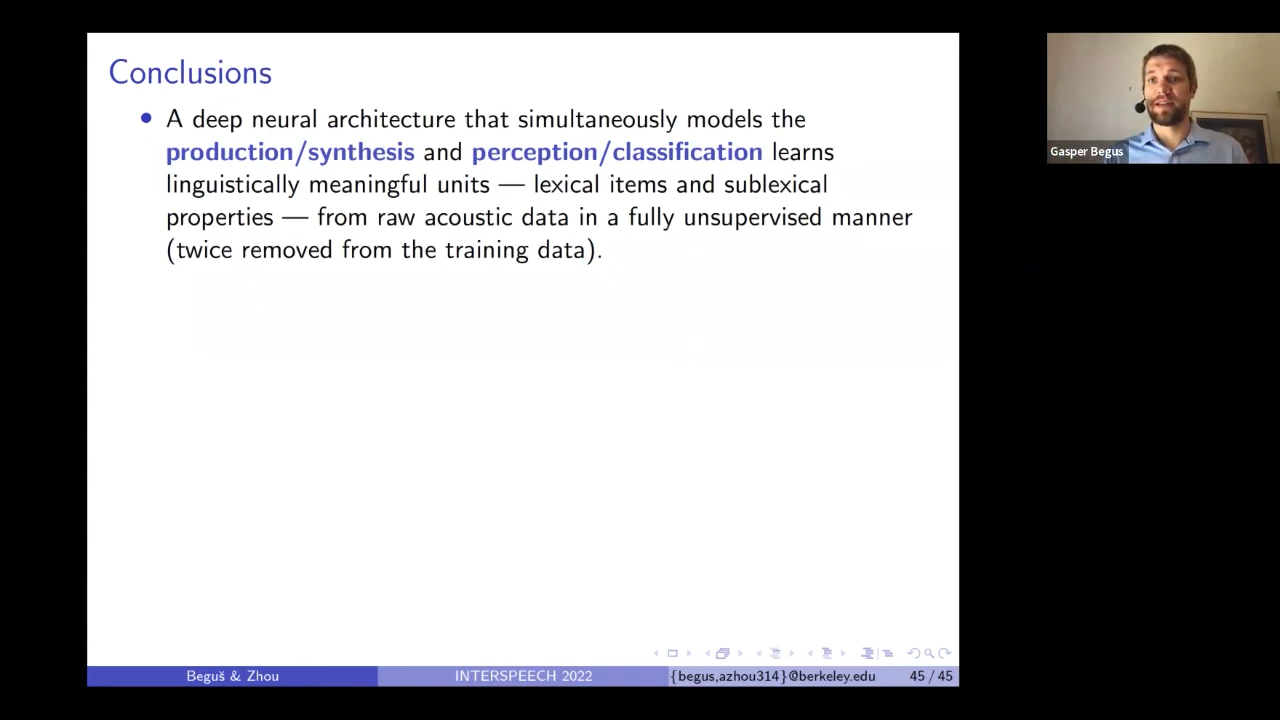 Conclusions
• A deep neural architecture that simultaneously models the
production/synthesis and perception/classification learns
linguistically meaningful units — lexical items and sublexical
properties — from raw acoustic data in a fully unsupervised manner
(twice removed from the training data).
Gasper Begus
Beguš & Zhou INTERSPEECH 2022 {begus,azhou314}@berkeley.edu 45 / 45